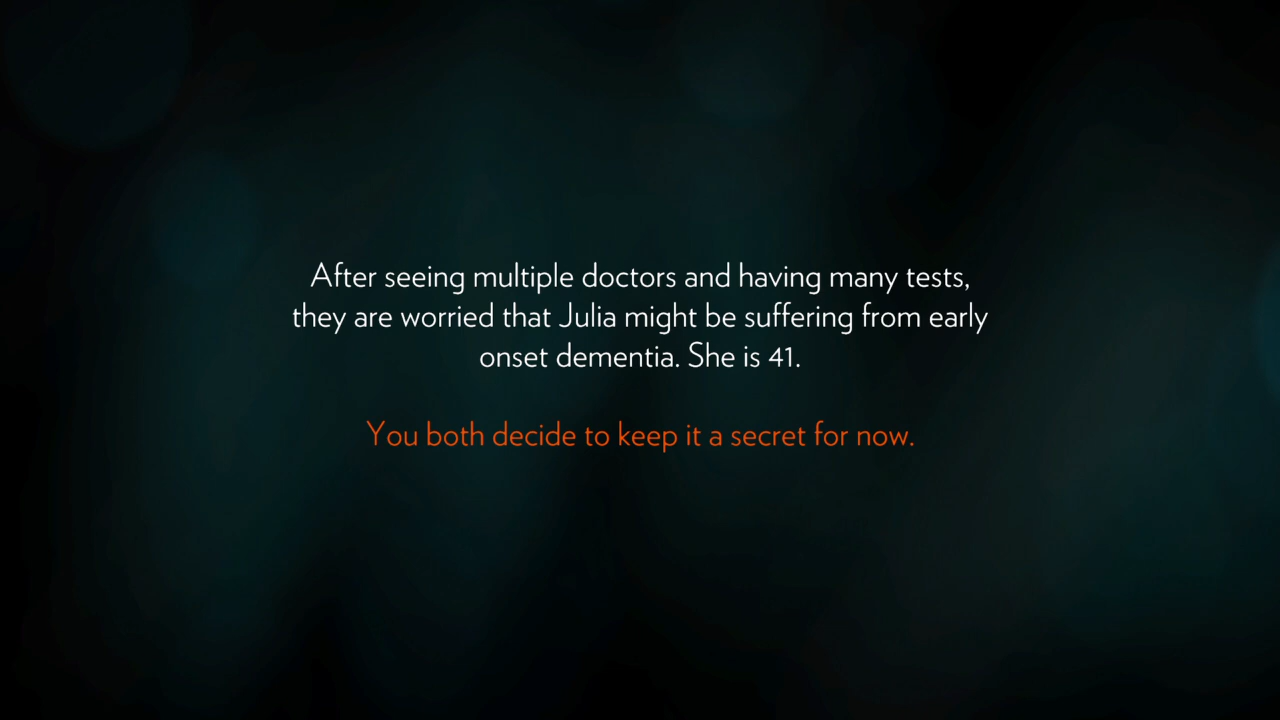 After seeing multiple doctors and having many tests,
they are worried that Julia might be suffering from early
onset dementia. She is 41.
You both decide to keep it a secret for now.